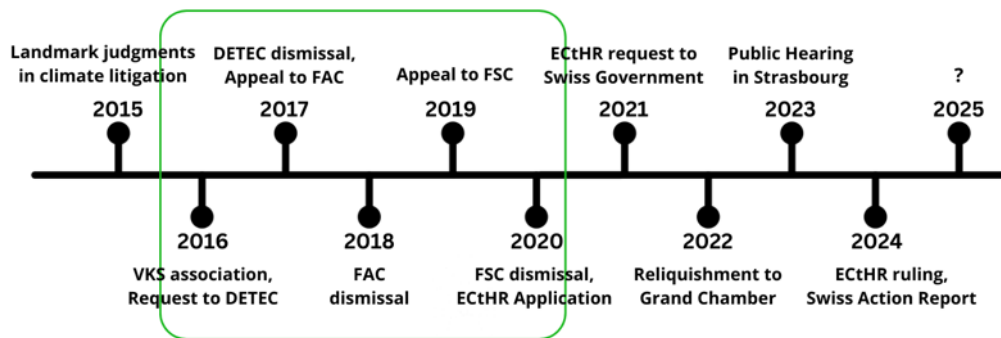 Landmark judgments
in climate litigation
2015
DETEC dismissal,
Appeal to FAC
2017
Appeal to FSC
2019
ECtHR request to
Swiss Government
2021
Public Hearing
in Strasbourg
2023
?
2025
2016
VKS association,
Request to DETEC
2018
FAC
dismissal
2020
FSC dismissal,
ECtHR Application
2022
Reliquishment to
Grand Chamber
2024
ECtHR ruling,
Swiss Action Report